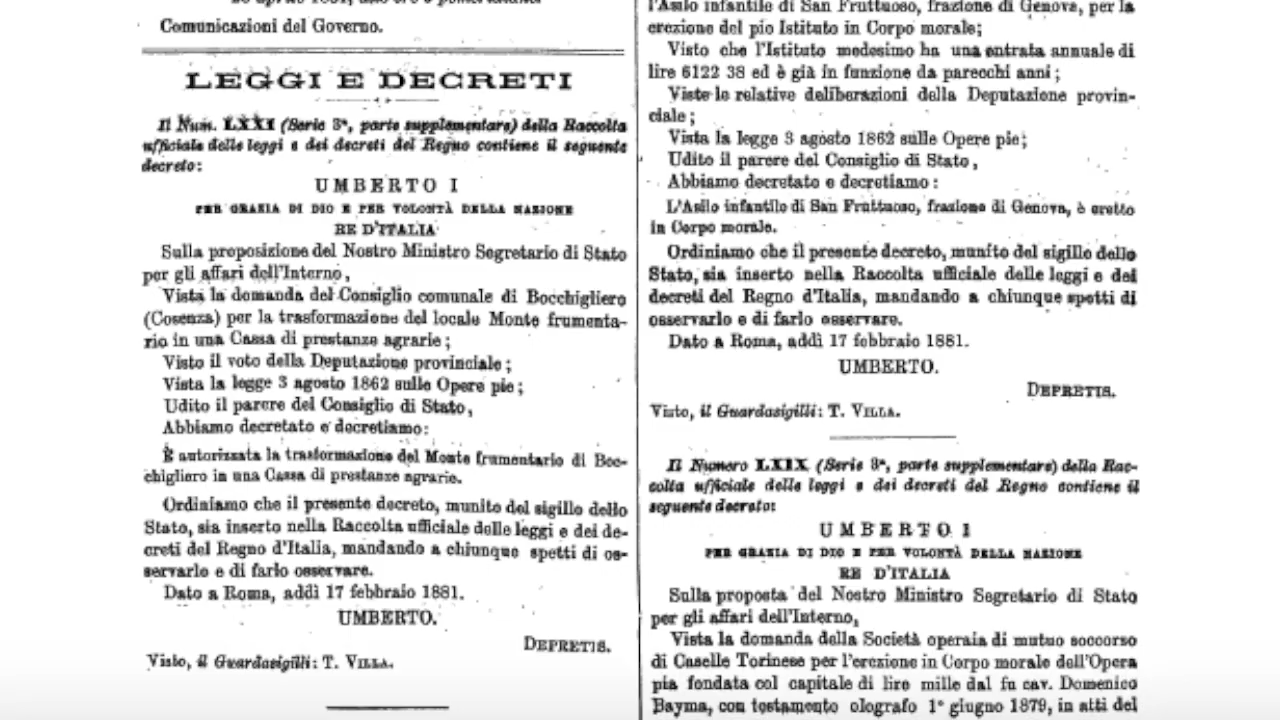 Comunicazioni del Governo.
LEGGI E DECRETI
Il Num. LXXI (Serie 3ª, parte supplementare) della Raccolta
ufficiale delle leggi e dei decreti del Regno contiene il seguente
decreto:
UMBERTO I
PER GRAZIA DI DIO E PER VOLONTÀ DELLA NAZIONE
RE D'ITALIA
Sulla proposizione del Nostro Ministro Segretario di Stato
per gli affari dell'Interno,
Vista la domanda del Consiglio comunale di Bocchigliero
(Cosenza) per la trasformazione del locale Monte frumenta-
rio in una Cassa di prestanze agrarie;
Visto il voto della Deputazione provinciale;
Vista la legge 3 agosto 1862 sulle Opere pie;
Udito il parere del Consiglio di Stato,
Abbiamo decretato e decretiamo:
È autorizzata la trasformazione del Monte frumentario di Boc-
chigliero in una Cassa di prestanze agrarie.
Ordiniamo che il presente decreto, munito del sigillo dello
Stato, sia inserto nella Raccolta ufficiale delle leggi e dei de-
creti del Regno d'Italia, mandando a chiunque spetti di os-
servarlo e di farlo osservare.
Dato a Roma, addì 17 febbraio 1881.
UMBERTO.
DEPRETIS.
Visto, il Guardasigilli: T. VILLA.
l'Asilo infantile di San Fruttuoso, frazione di Genova, per la
erezione del pio Istituto in Corpo morale;
Visto che l'Istituto medesimo ha una entrata annuale di
lire 6122 38 ed è già in funzione da parecchi anni;
Viste le relative deliberazioni della Deputazione provin-
ciale;
Vista la legge 3 agosto 1862 sulle Opere pie;
Udito il parere del Consiglio di Stato,
Abbiamo decretato e decretiamo:
L'Asilo infantile di San Fruttuoso, frazione di Genova, è eretto
in Corpo morale.
Ordiniamo che il presente decreto, munito del sigillo dello
Stato, sia inserto nella Raccolta ufficiale delle leggi e dei
decreti del Regno d'Italia, mandando a chiunque spetti di
osservarlo e di farlo osservare.
Dato a Roma, addì 17 febbraio 1881.
UMBERTO.
DEPRETIS.
Visto, il Guardasigilli: T. VILLA.
Il Numero LXIX (Serie 3ª, parte supplementare) della Rac-
colta ufficiale delle leggi e dei decreti del Regno contiene il
seguente decreto:
UMBERTO I
PER GRAZIA DI DIO E PER VOLONTÀ DELLA NAZIONE
RE D'ITALIA
Sulla proposta del Nostro Ministro Segretario di Stato
per gli affari dell'Interno,
Vista la domanda della Società operaia di mutuo soccorso
di Caselle Torinese per l'erezione in Corpo morale dell'Opera
pia fondata col capitale di lire mille dal fu cav. Domenico
Bayma, con testamento olografo 1º giugno 1879, in atti del